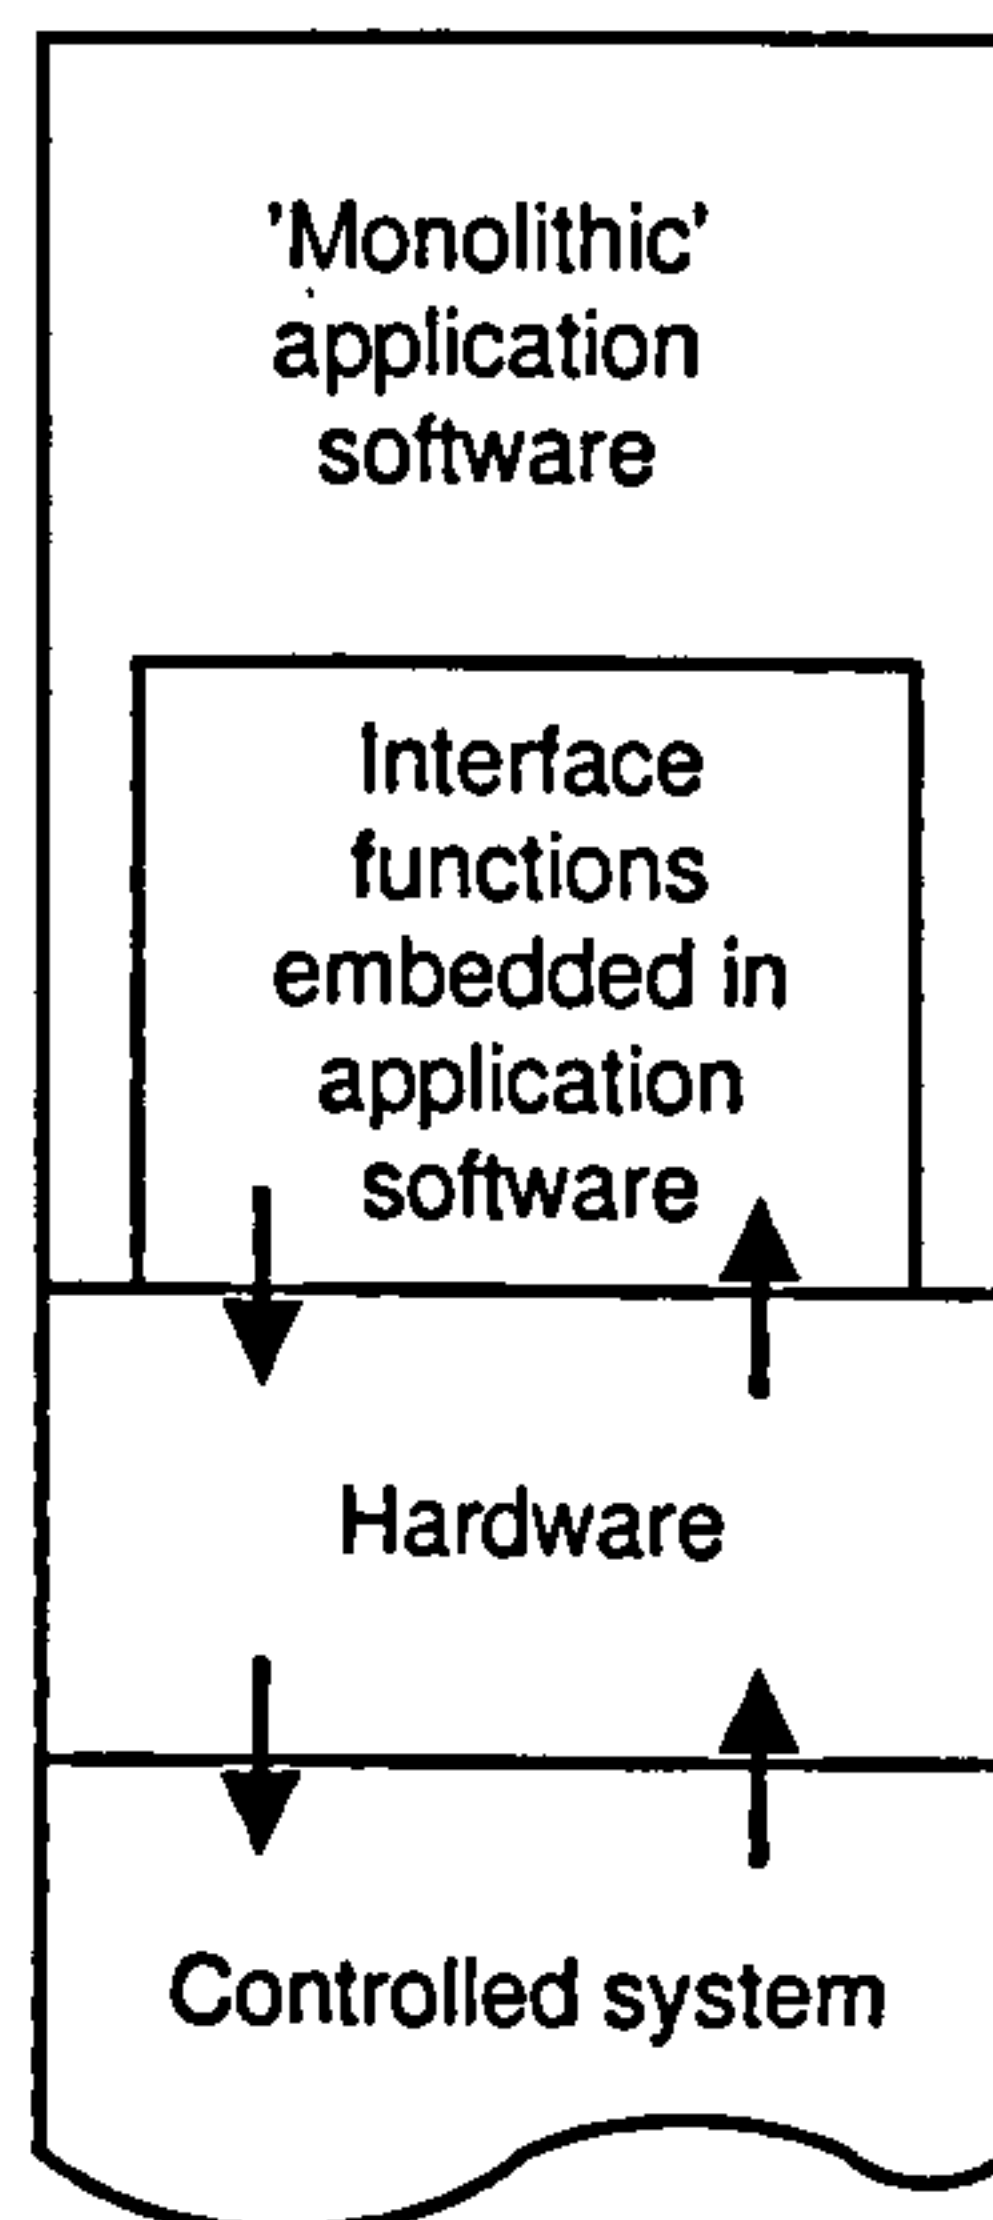 'Monolithic'
application
software
Interface
functions
embedded in
application
software
Hardware
Controlled system